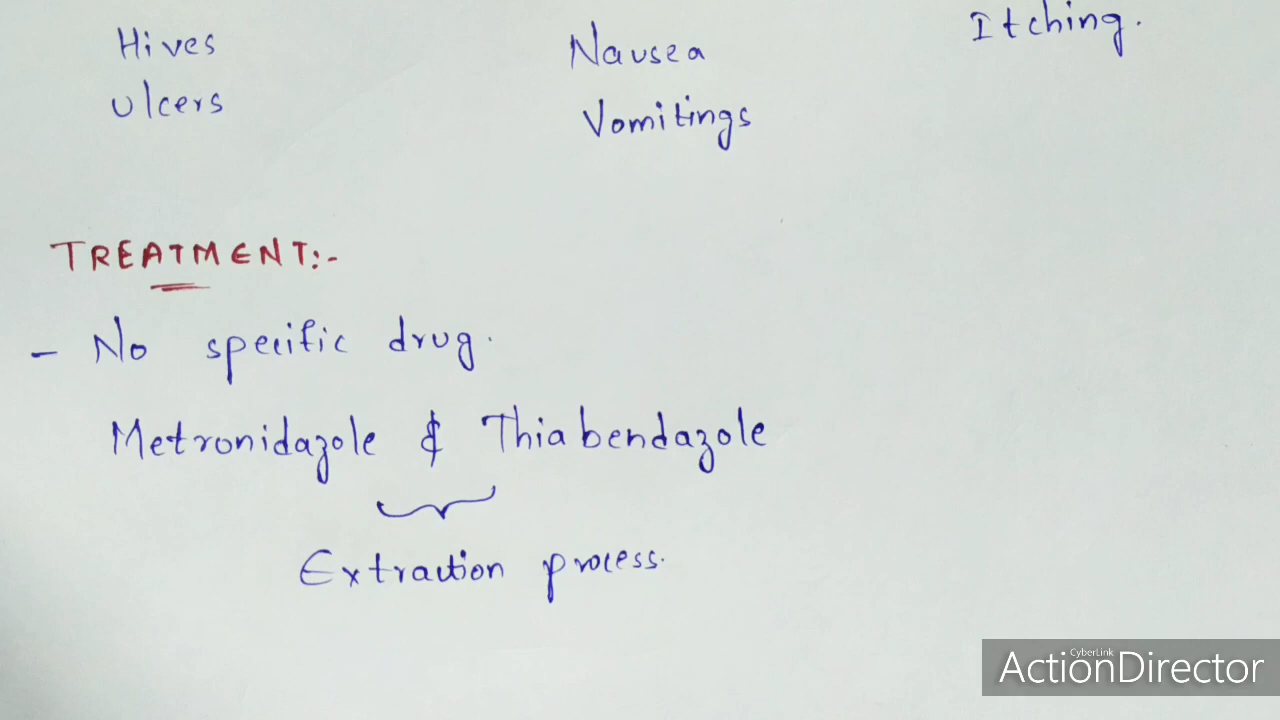 Hives Nausea Itching.
Ulcers Vomitings
TREATMENT:-
- No specific drug.
Metronidazole & Thiabendazole
Extraction process.
CyberLink
ActionDirector